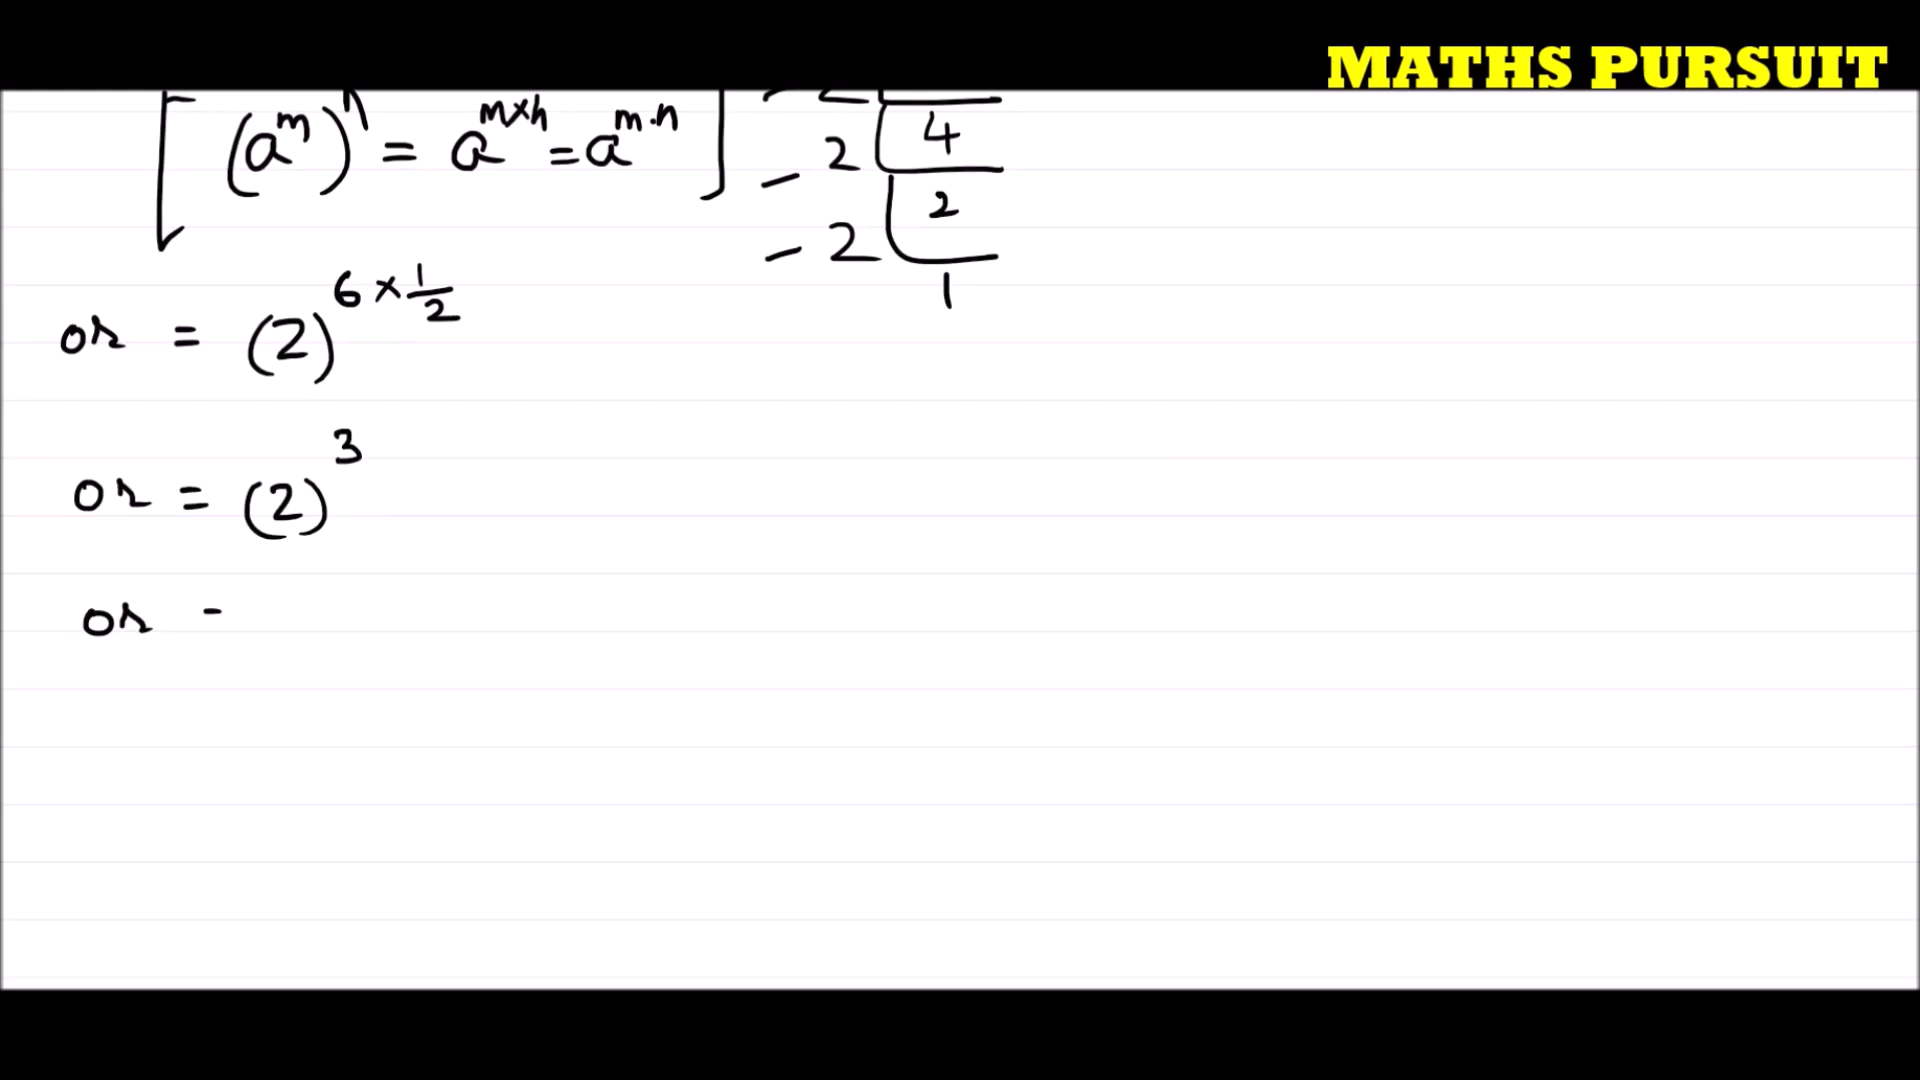 MATHS PURSUIT
[ (a^m)^n = a^{m×n} = a^{m·n} ]
- 2 | 4
- 2 | 2
1
or = (2)^{6 × 1/2}
or = (2)^3
or -